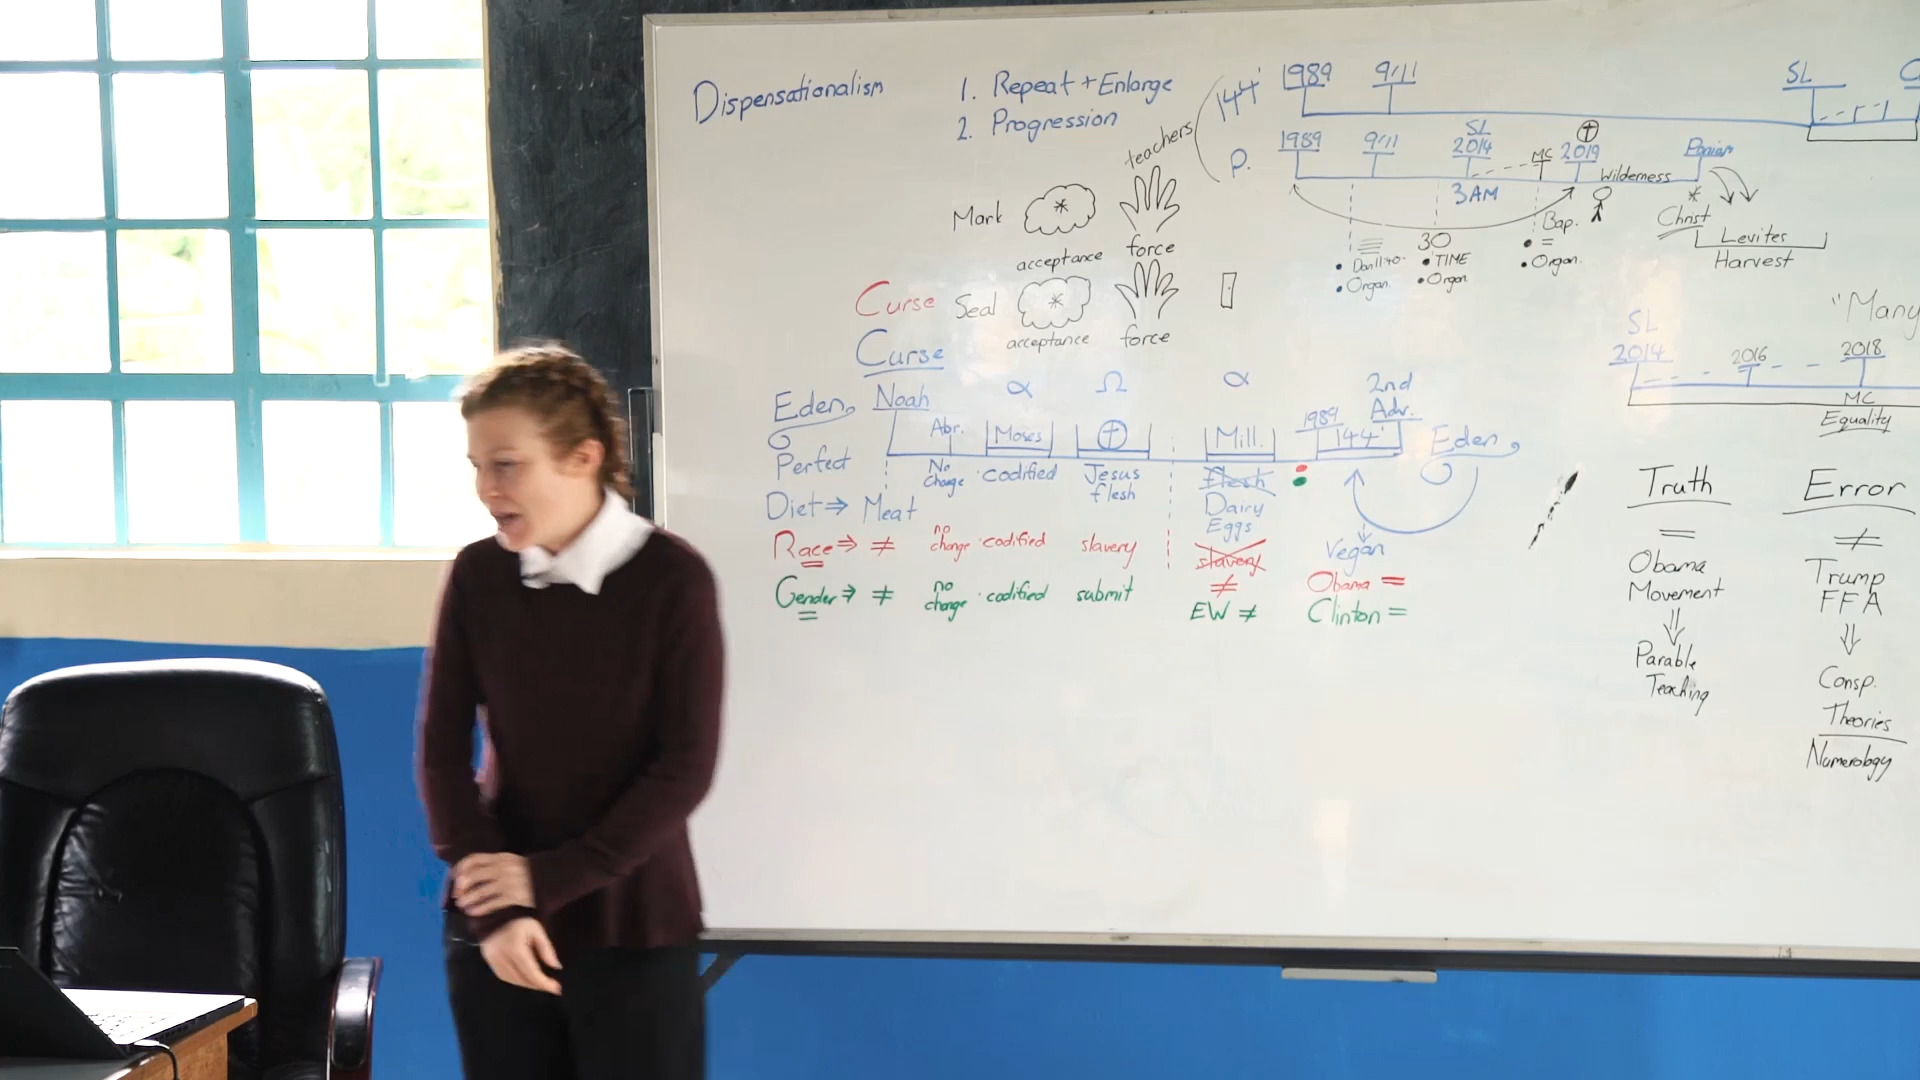 Dispensationalism
1. Repeat + Enlarge
2. Progression
teachers
144
1989 9/11 SL
P. 1989 9/11 SL 2014 MC 2019
3AM Wilderness
Christ
Levites
Harvest
30
• TIME • =
• Organ. • Organ. • Organ.
Bap.
Mark
acceptance force
Curse Seal
acceptance force
Curse
"Many
SL
2014 2016 2018
MC
Equality
Eden Noah α Ω α 2nd Adv.
Abr. Moses Mill. 1989 144 Eden
Perfect No change • codified Jesus flesh Flesh
Diet ⇒ Meat Dairy Eggs Vegan
Race ⇒ ≠ no change • codified slavery slavery ≠ Obama =
Gender ⇒ ≠ no change • codified submit EW ≠ Clinton =
Truth
=
Obama
Movement
⇓
Parable
Teaching
Error
≠
Trump
FFA
⇓
Consp.
Theories
Numerology